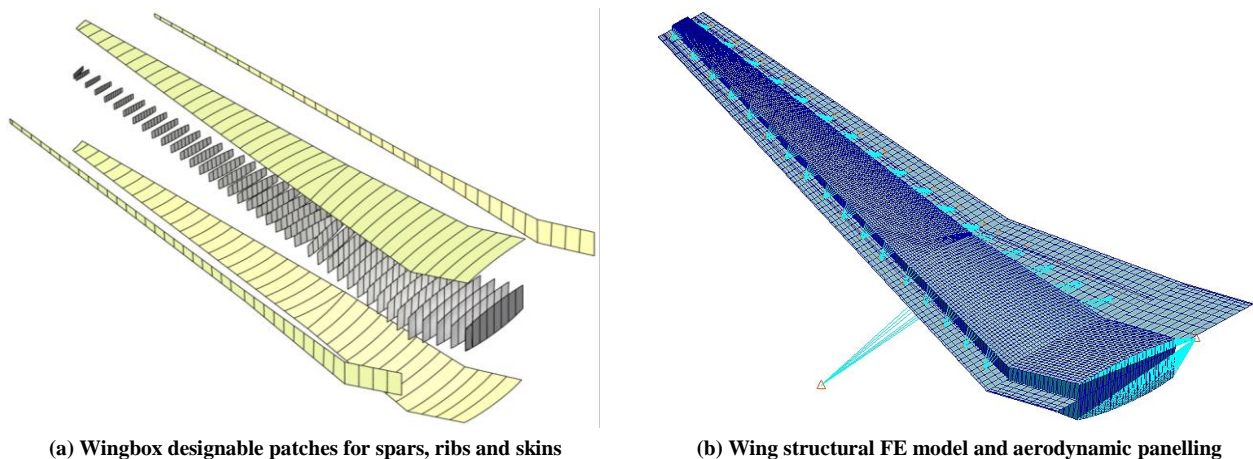 (a) Wingbox designable patches for spars, ribs and skins
(b) Wing structural FE model and aerodynamic panelling